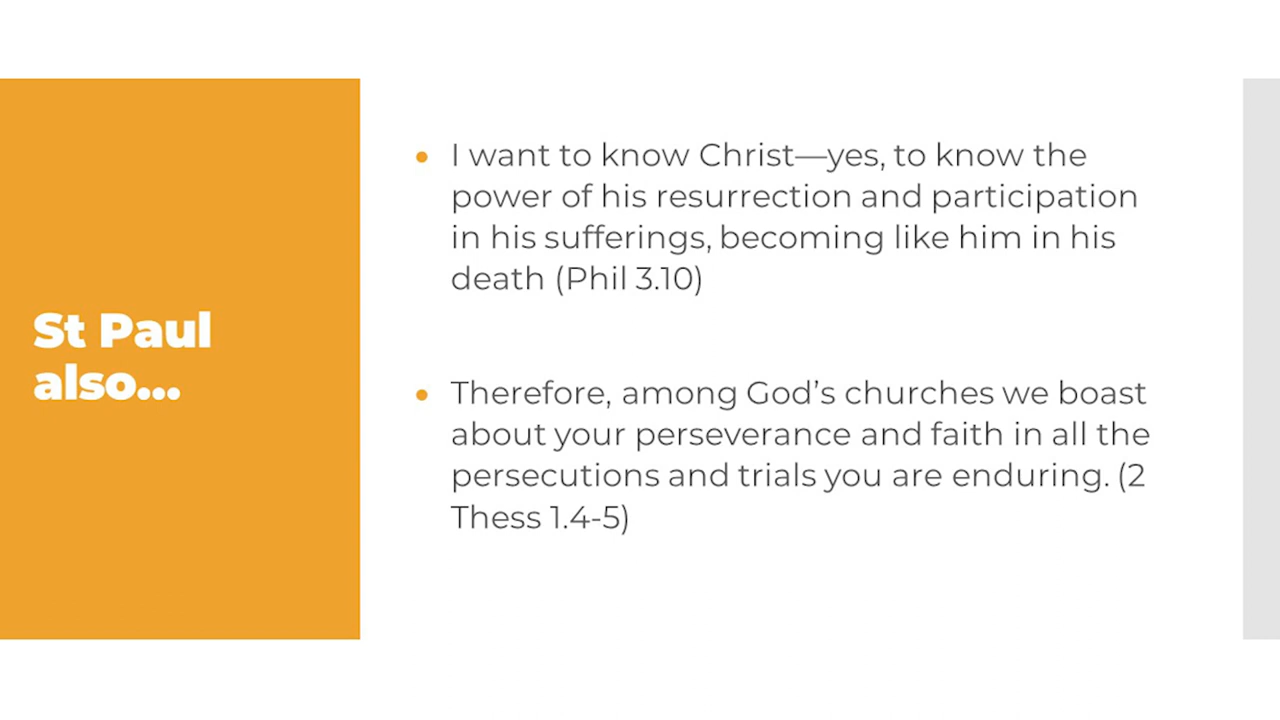 St Paul
also...
• I want to know Christ—yes, to know the
power of his resurrection and participation
in his sufferings, becoming like him in his
death (Phil 3.10)
• Therefore, among God’s churches we boast
about your perseverance and faith in all the
persecutions and trials you are enduring. (2
Thess 1.4-5)